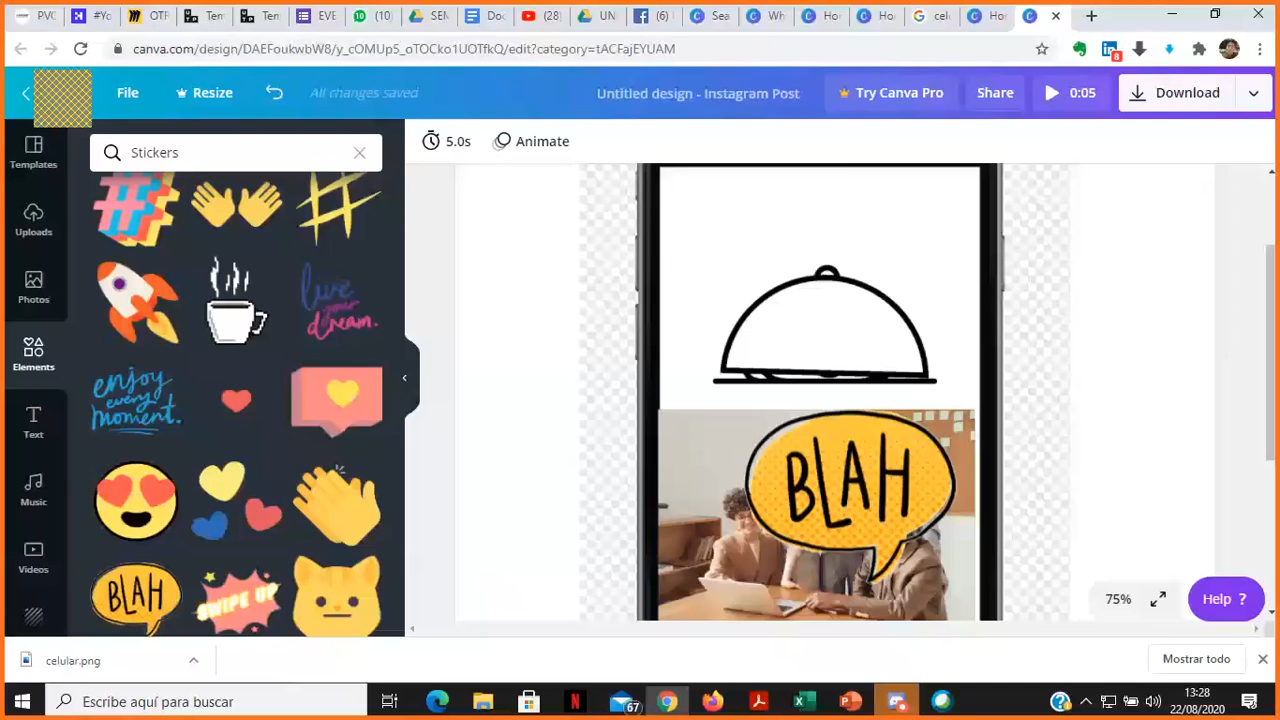 #Yo
OTF
Ten
Ten
EVE
(10)
SEM
Doc
(28)
UN
(6)
Sea
Wh
Ho
Ho
cel
Ho
canva.com/design/DAEFoukwbW8/y_cOMUp5_oTOCko1UOTfkQ/edit?category=tACFajEYUAM
8
File
Resize
All changes saved
Untitled design - Instagram Post
Try Canva Pro
Share
0:05
Download
Templates
Stickers
5.0s
Animate
Uploads
#
Photos
live
your
dream.
Elements
enjoy
every
moment.
Text
BLAH
Music
Videos
BLAH
SWIPE UP
75%
Help ?
celular.png
Mostrar todo
Escribe aquí para buscar
67
13:28
22/08/2020